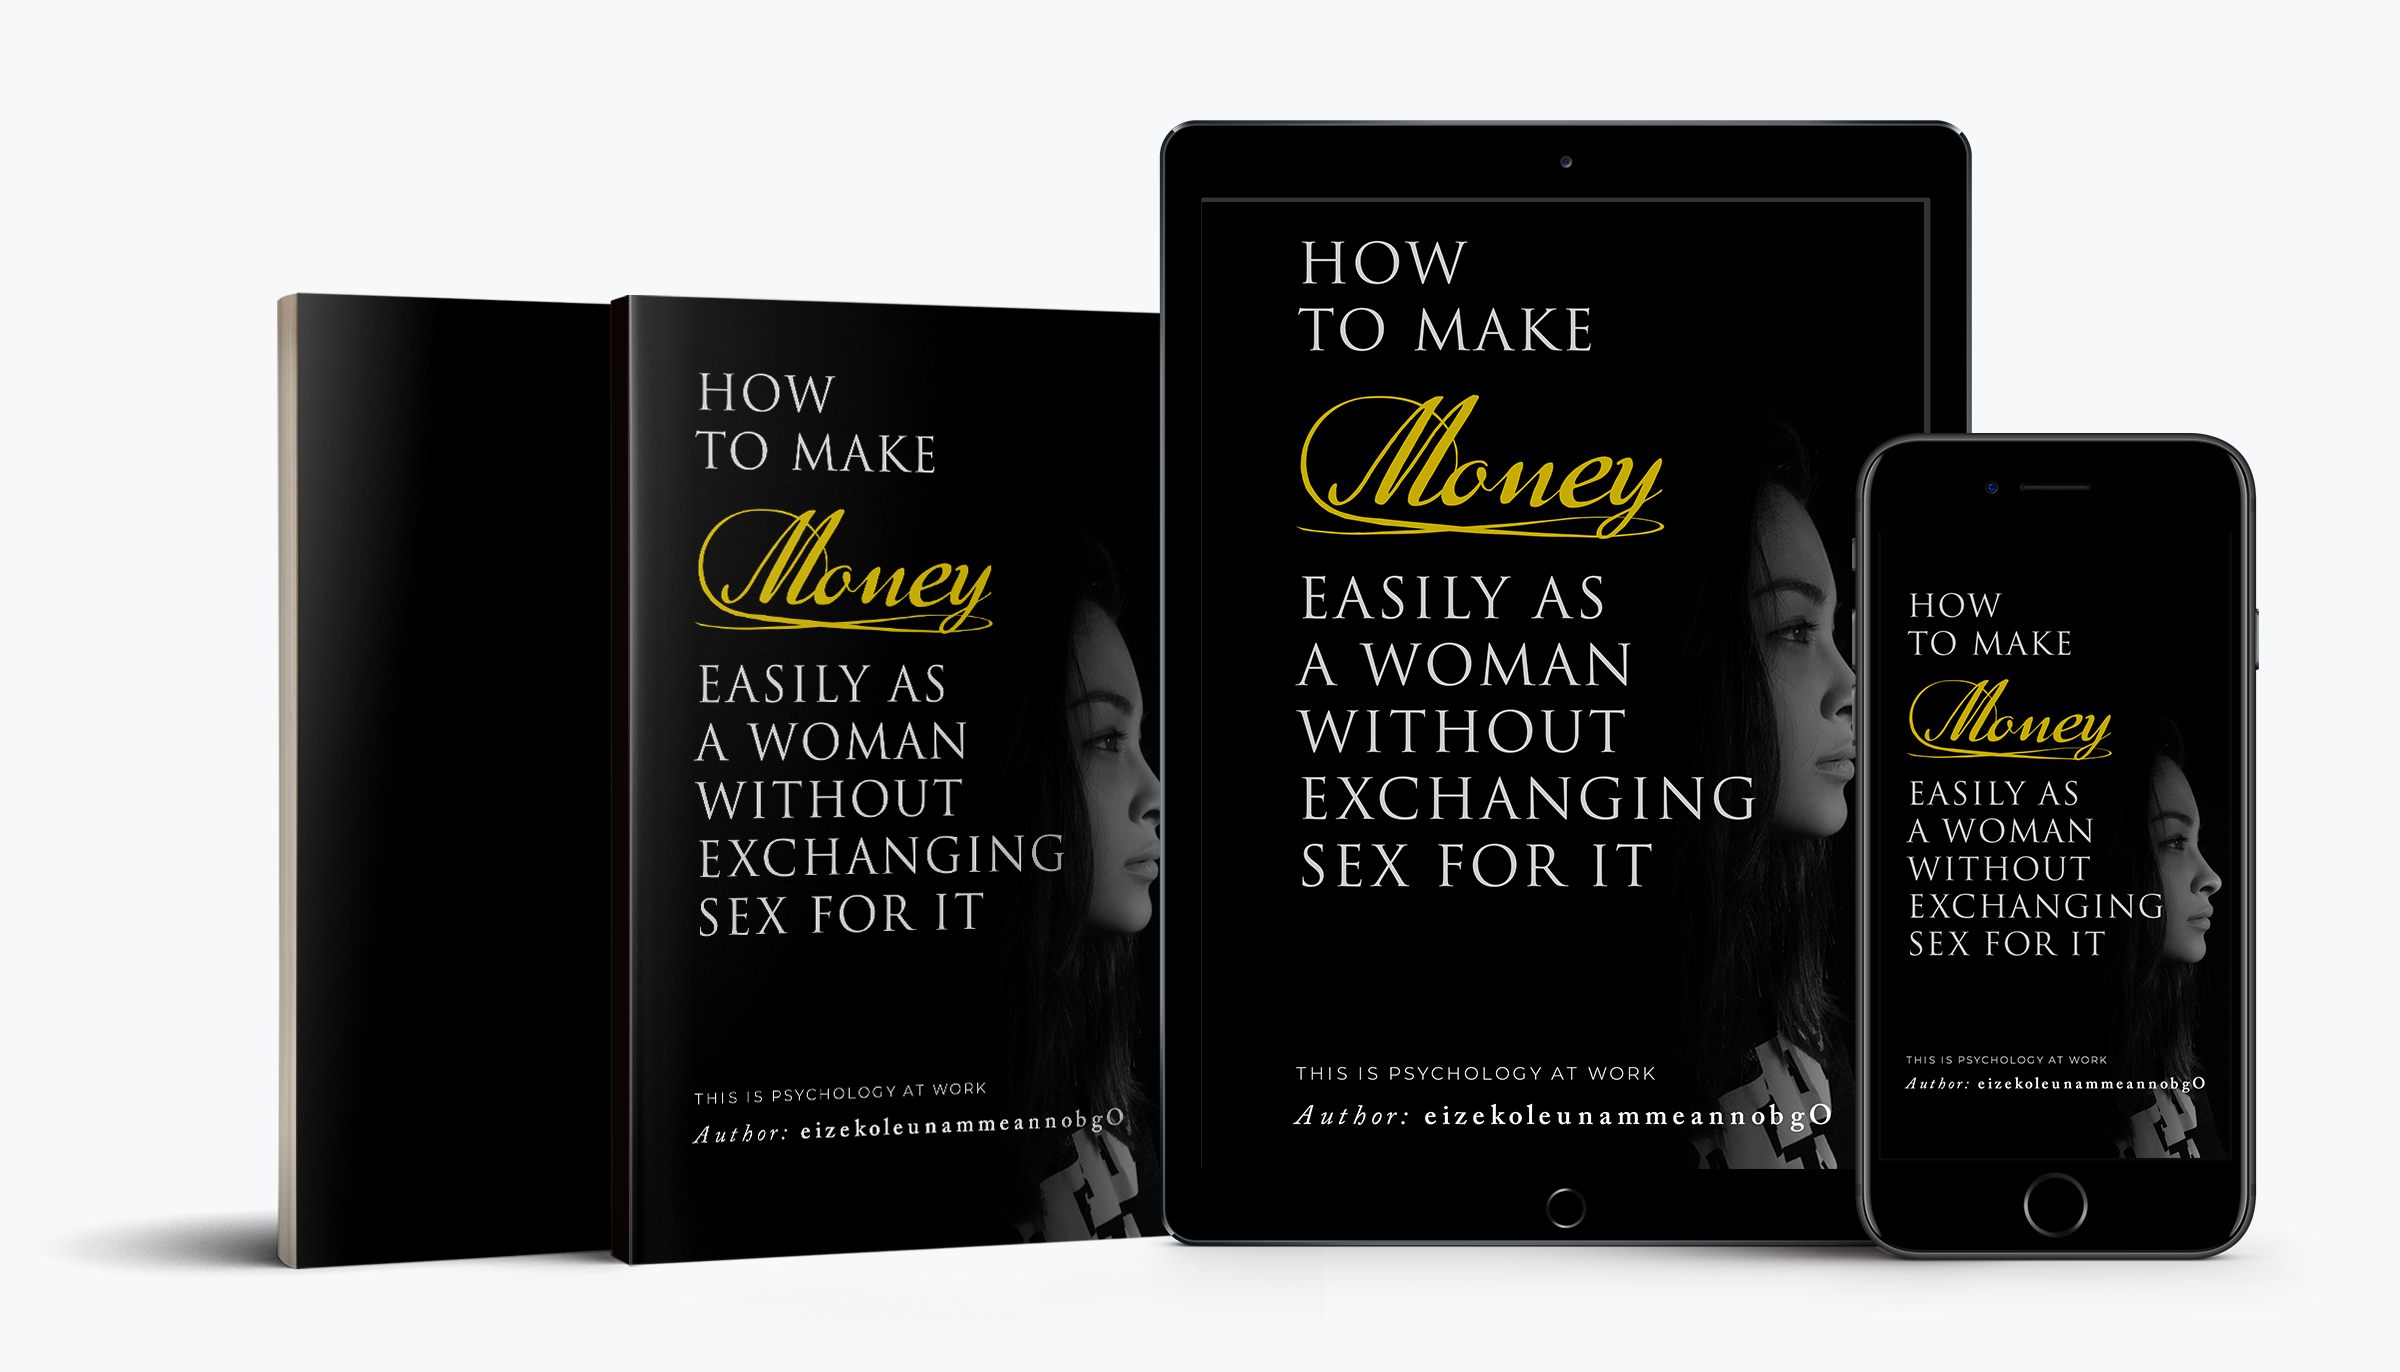 HOW
TO MAKE
Money
EASILY AS
A WOMAN
WITHOUT
EXCHANGING
SEX FOR IT
THIS IS PSYCHOLOGY AT WORK
Author: eizekoleunammeannobgO
HOW
TO MAKE
Money
EASILY AS
A WOMAN
WITHOUT
EXCHANGING
SEX FOR IT
THIS IS PSYCHOLOGY AT WORK
Author: eizekoleunammeannobgO
HOW
TO MAKE
Money
EASILY AS
A WOMAN
WITHOUT
EXCHANGING
SEX FOR IT
THIS IS PSYCHOLOGY AT WORK
Author: eizekoleunammeannobgO